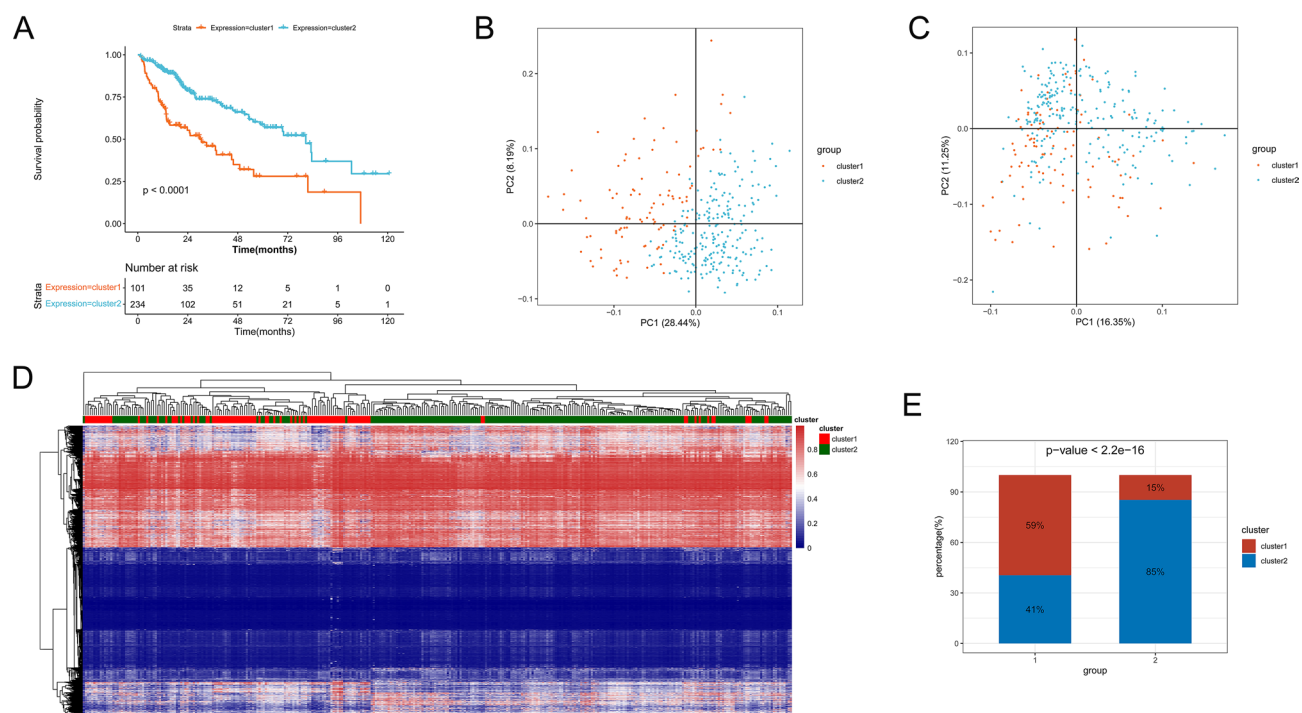 A
Strata Expression=cluster1 Expression=cluster2
Survival probability
1.00
0.75
0.50
0.25
0.00
p < 0.0001
0 24 48 72 96 120
Time(months)
Number at risk
Strata
Expression=cluster1 101 35 12 5 1 0
Expression=cluster2 234 102 51 21 5 1
0 24 48 72 96 120
Time(months)
B
PC2 (8.19%)
0.2
0.1
0.0
−0.1
−0.1 0.0 0.1
PC1 (28.44%)
group
cluster1
cluster2
C
PC2 (11.25%)
0.1
0.0
−0.1
−0.2
−0.1 0.0 0.1
PC1 (16.35%)
group
cluster1
cluster2
D
cluster
cluster
cluster1
cluster2
0.8
0.6
0.4
0.2
0
E
percentage(%)
120
90
60
30
0
p−value < 2.2e−16
59%
41%
15%
85%
1 2
group
cluster
cluster1
cluster2